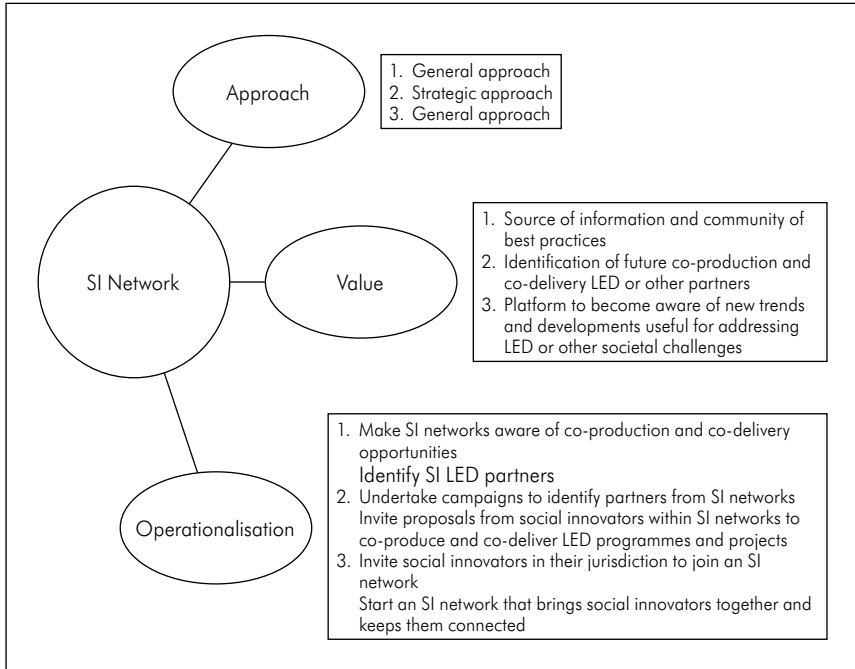 Approach
1. General approach
2. Strategic approach
3. General approach
SI Network
Value
1. Source of information and community of
best practices
2. Identification of future co-production and
co-delivery LED or other partners
3. Platform to become aware of new trends
and developments useful for addressing
LED or other societal challenges
Operationalisation
1. Make SI networks aware of co-production and co-delivery
opportunities
Identify SI LED partners
2. Undertake campaigns to identify partners from SI networks
Invite proposals from social innovators within SI networks to
co-produce and co-deliver LED programmes and projects
3. Invite social innovators in their jurisdiction to join an SI
network
Start an SI network that brings social innovators together and
keeps them connected